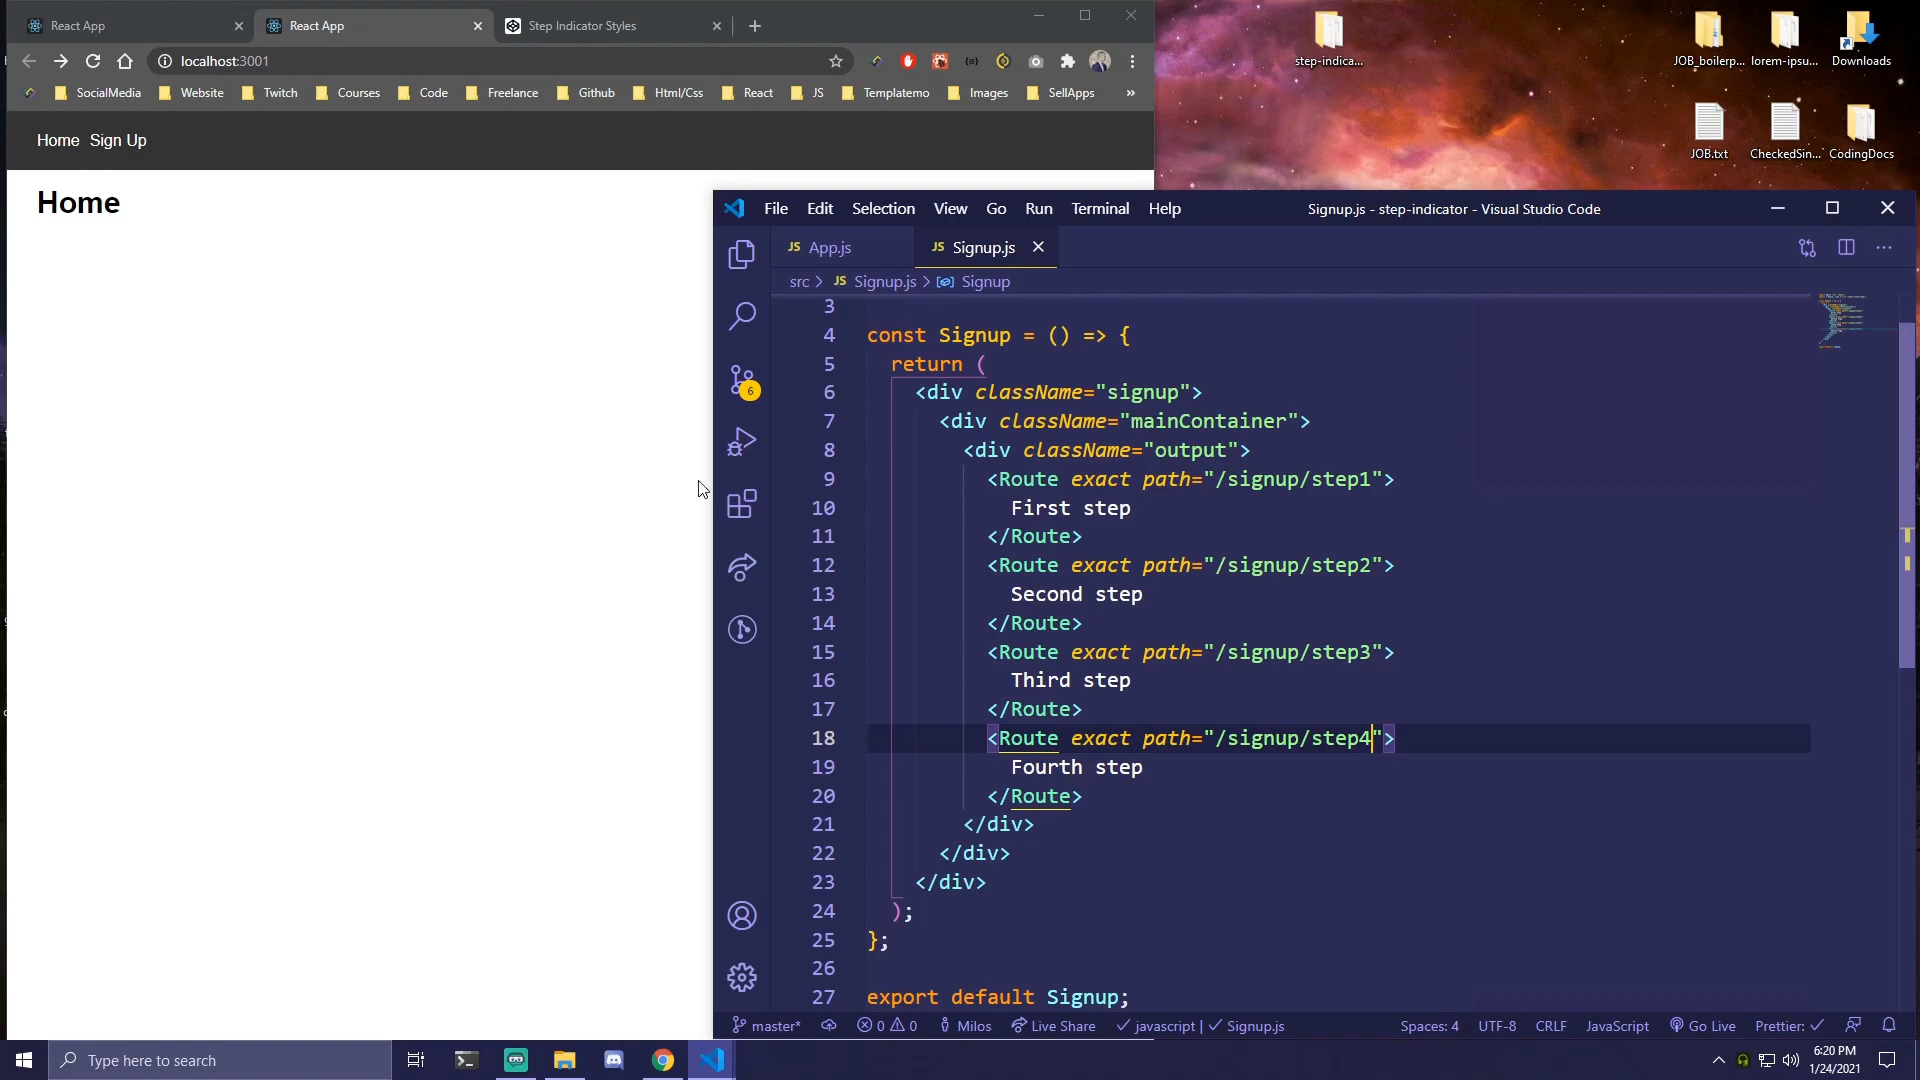 React App
React App
Step Indicator Styles
localhost:3001
SocialMedia
Website
Twitch
Courses
Code
Freelance
Github
Html/Css
React
JS
Templatemo
Images
SellApps
»
Home Sign Up
Home
step-indica...
JOB_boilerp...
lorem-ipsu...
Downloads
JOB.txt
CheckedSin...
CodingDocs
File Edit Selection View Go Run Terminal Help
Signup.js - step-indicator - Visual Studio Code
JS App.js
JS Signup.js
src > JS Signup.js > Signup
3
4 const Signup = () => {
5 return (
6 <div className="signup">
7 <div className="mainContainer">
8 <div className="output">
9 <Route exact path="/signup/step1">
10 First step
11 </Route>
12 <Route exact path="/signup/step2">
13 Second step
14 </Route>
15 <Route exact path="/signup/step3">
16 Third step
17 </Route>
18 <Route exact path="/signup/step4">
19 Fourth step
20 </Route>
21 </div>
22 </div>
23 </div>
24 );
25 };
26
27 export default Signup;
6
master*
0 0
Milos
Live Share
javascript |
Signup.js
Spaces: 4
UTF-8
CRLF
JavaScript
Go Live
Prettier:
Type here to search
6:20 PM
1/24/2021